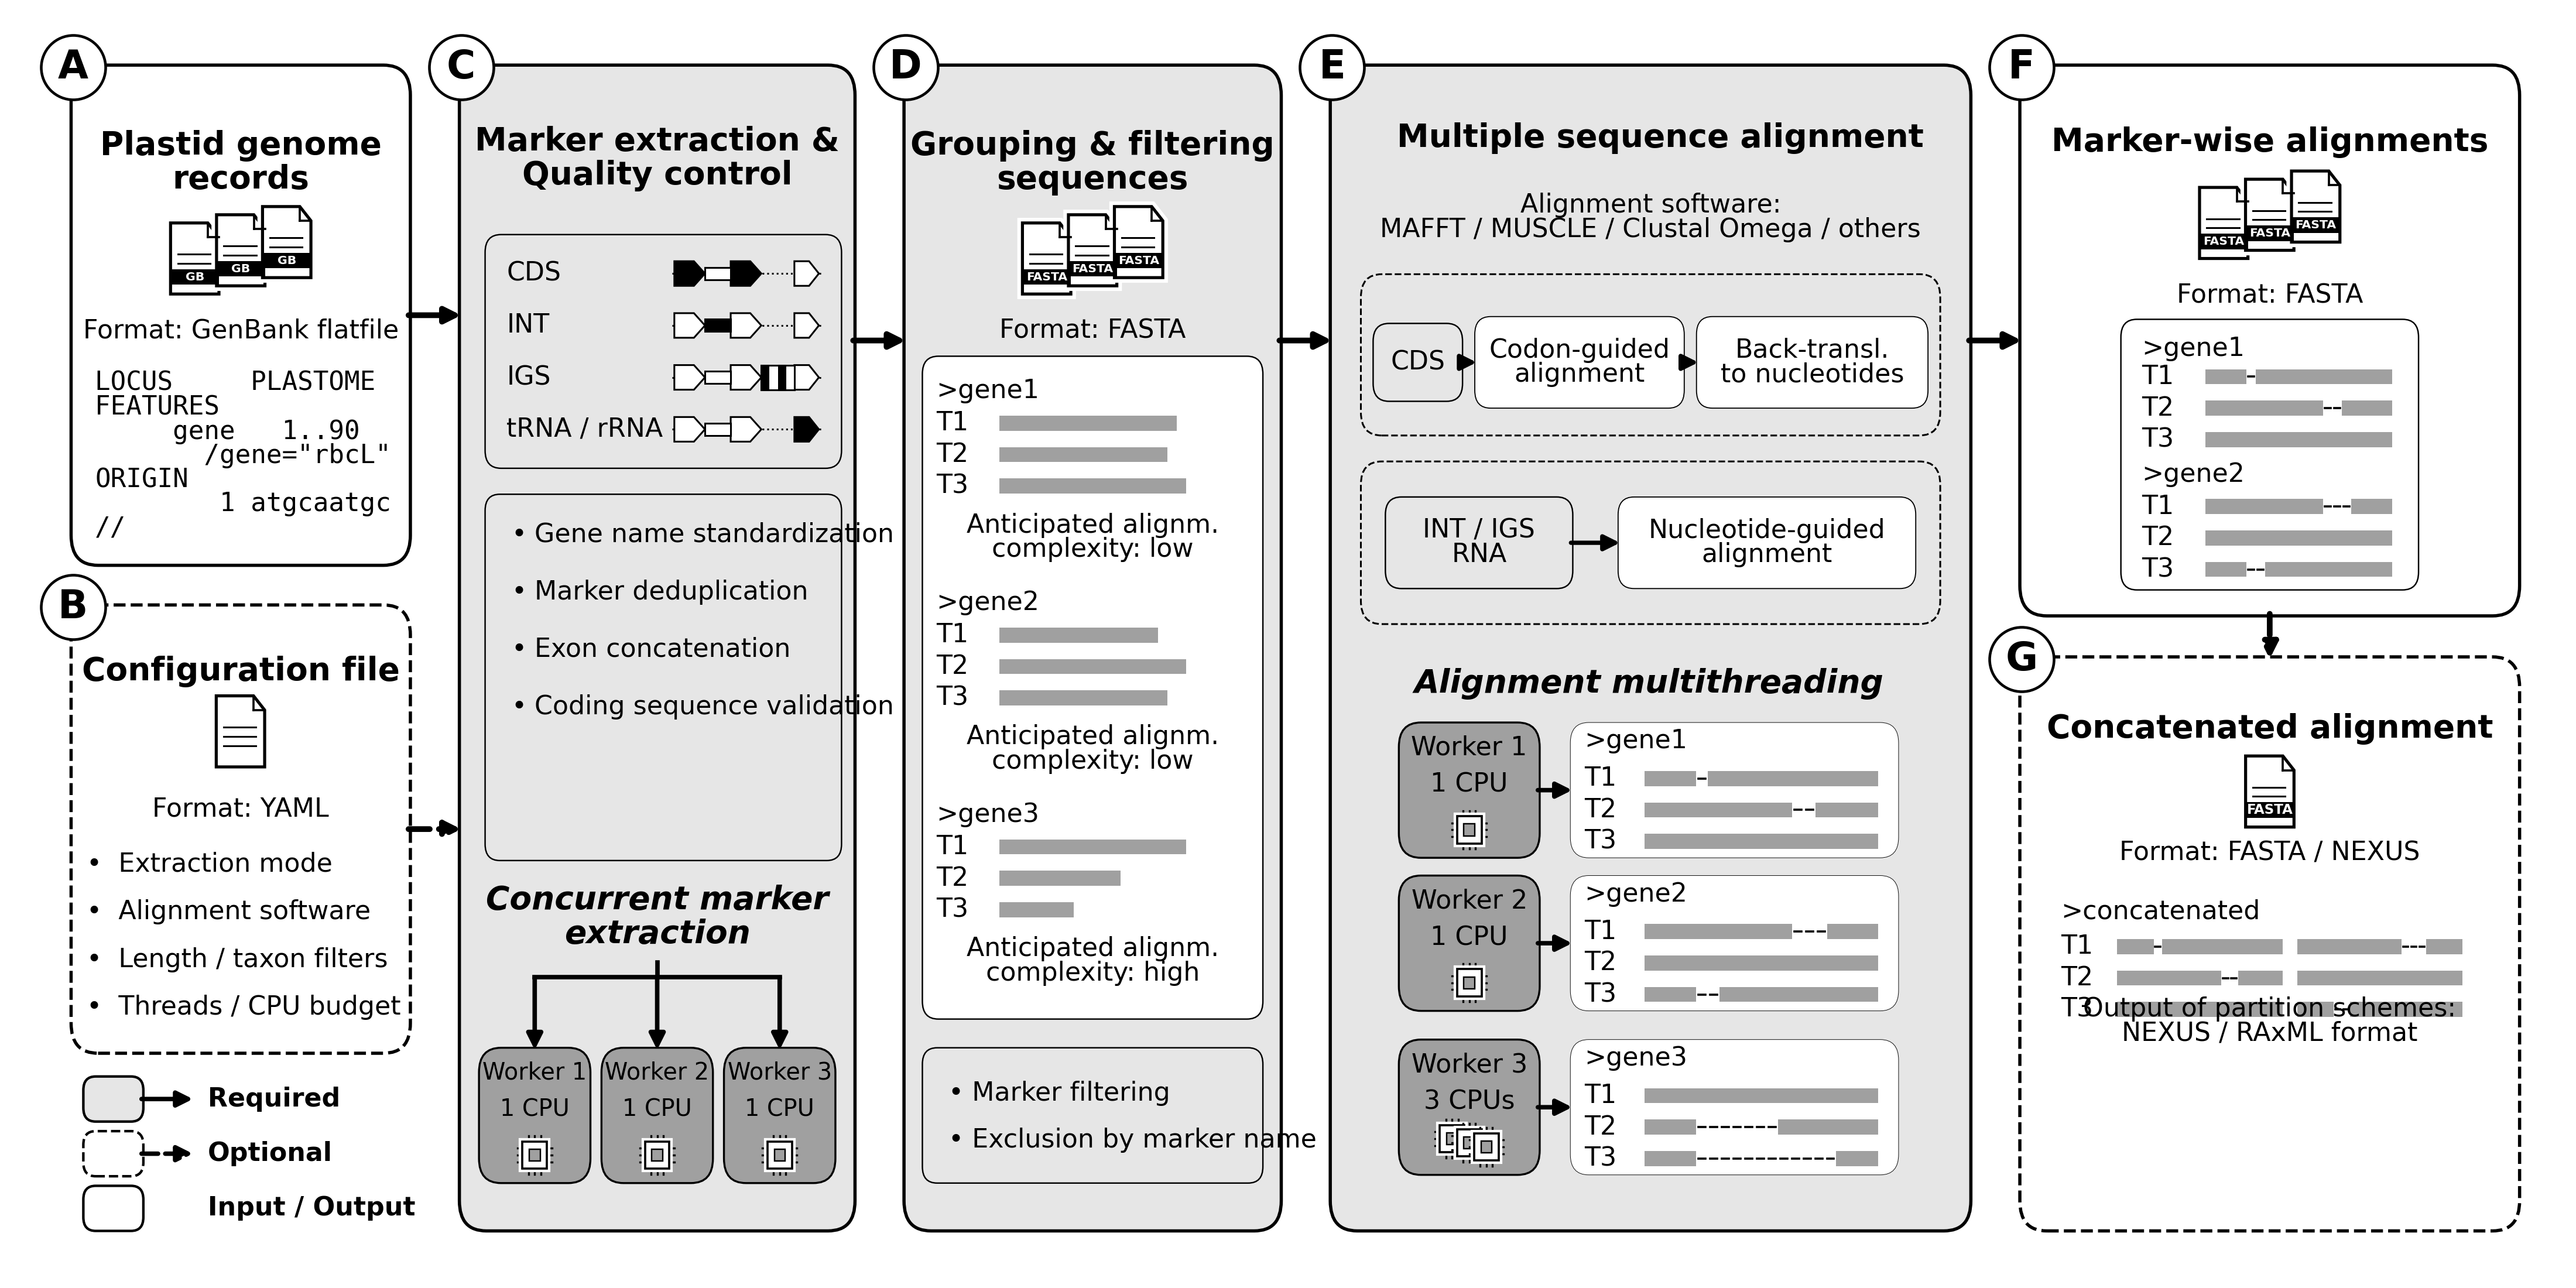 A
Plastid genome
records
GB
GB
GB
Format: GenBank flatfile
LOCUS     PLASTOME
FEATURES
     gene   1..90
       /gene="rbcL"
ORIGIN
        1 atgcaatgc
//
B
Configuration file
Format: YAML
• Extraction mode
• Alignment software
• Length / taxon filters
• Threads / CPU budget
Required
Optional
Input / Output
C
Marker extraction &
Quality control
CDS
INT
IGS
tRNA / rRNA
• Gene name standardization
• Marker deduplication
• Exon concatenation
• Coding sequence validation
Concurrent marker
extraction
Worker 1
1 CPU
Worker 2
1 CPU
Worker 3
1 CPU
D
Grouping & filtering
sequences
FASTA
FASTA
FASTA
Format: FASTA
>gene1
T1
T2
T3
Anticipated alignm.
complexity: low
>gene2
T1
T2
T3
Anticipated alignm.
complexity: low
>gene3
T1
T2
T3
Anticipated alignm.
complexity: high
• Marker filtering
• Exclusion by marker name
E
Multiple sequence alignment
Alignment software:
MAFFT / MUSCLE / Clustal Omega / others
CDS
Codon-guided
alignment
Back-transl.
to nucleotides
INT / IGS
RNA
Nucleotide-guided
alignment
Alignment multithreading
Worker 1
1 CPU
>gene1
T1
T2
T3
Worker 2
1 CPU
>gene2
T1
T2
T3
Worker 3
3 CPUs
>gene3
T1
T2
T3
F
Marker-wise alignments
FASTA
FASTA
FASTA
Format: FASTA
>gene1
T1
T2
T3
>gene2
T1
T2
T3
G
Concatenated alignment
FASTA
Format: FASTA / NEXUS
>concatenated
T1
T2
T3
Output of partition schemes:
NEXUS / RAxML format